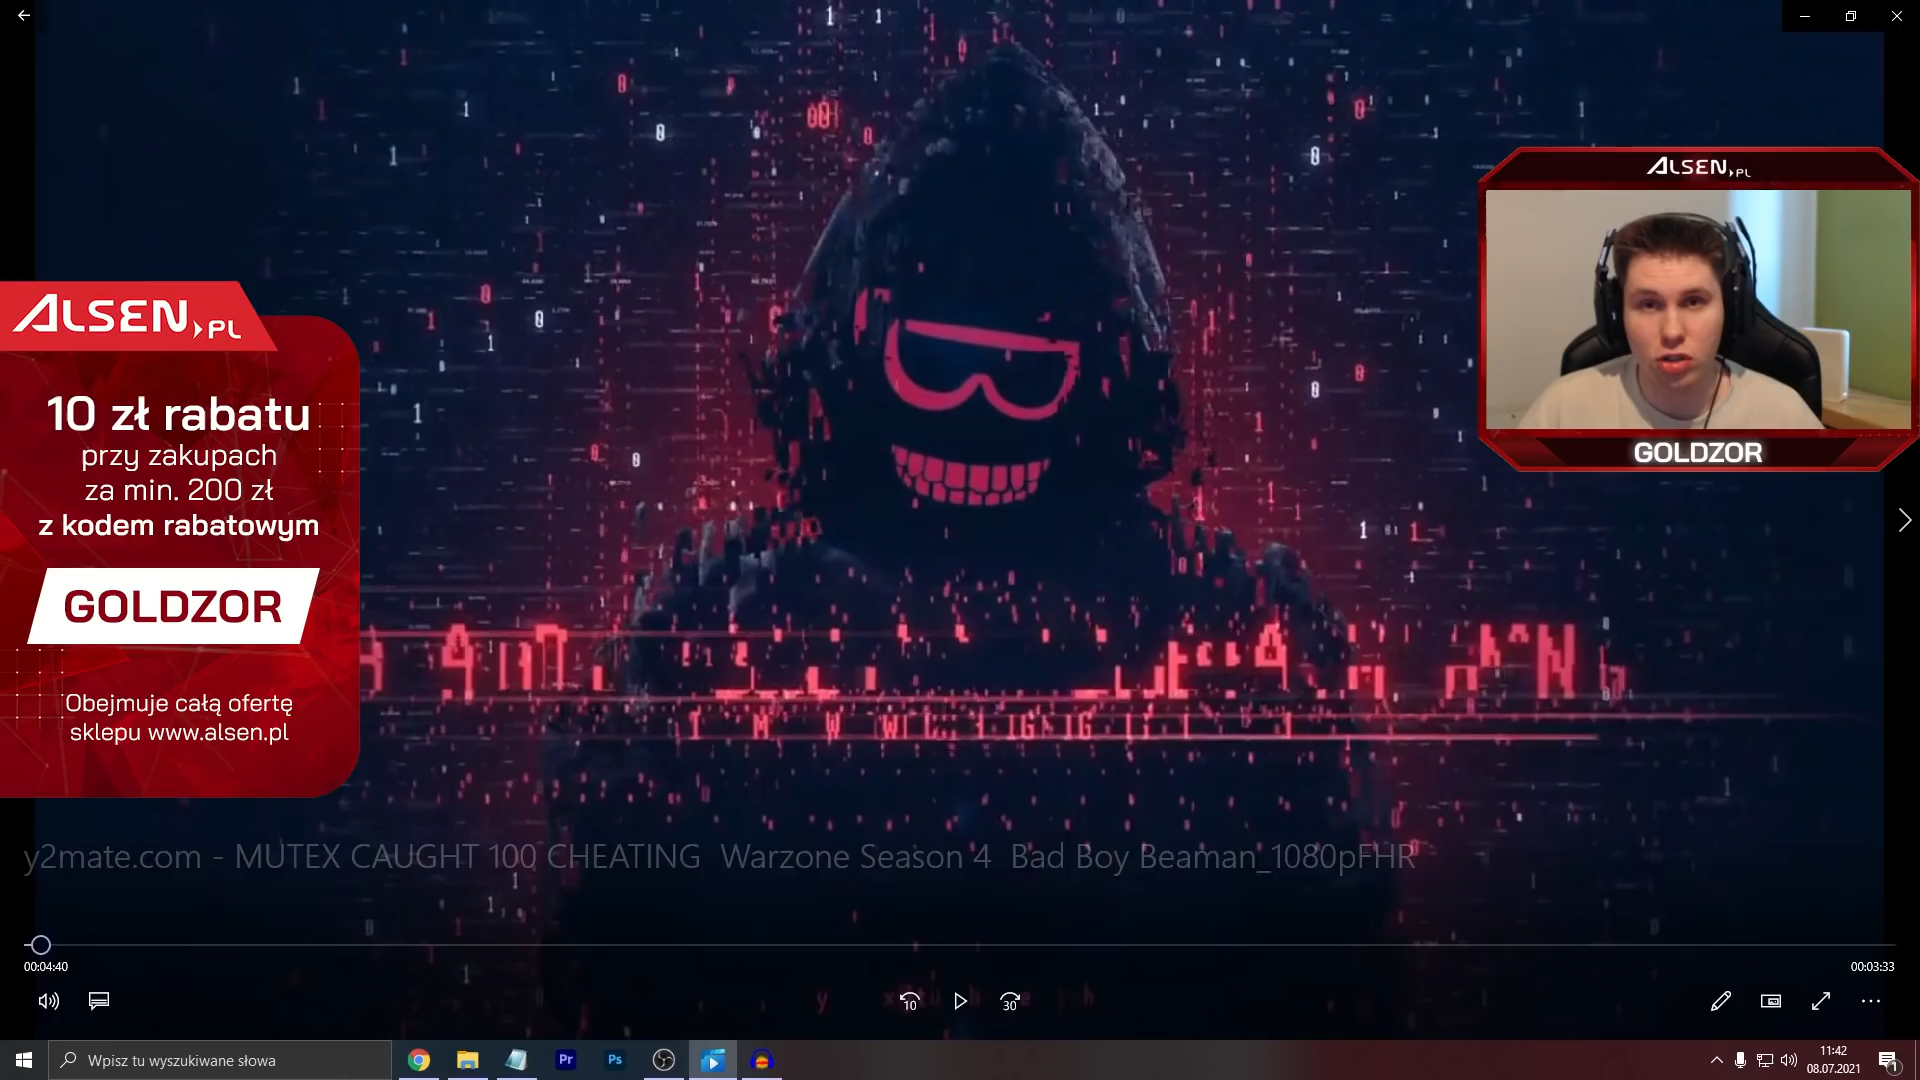 ALSEN.PL
GOLDZOR
ALSEN.PL
10 zł rabatu
przy zakupach
za min. 200 zł
z kodem rabatowym
GOLDZOR
Obejmuje całą ofertę
sklepu www.alsen.pl
y2mate.com - MUTEX CAUGHT 100 CHEATING Warzone Season 4 Bad Boy Beaman_1080pFHR
00:04:40
00:03:33
10
30
Wpisz tu wyszukiwane słowa
Pr
Ps
11:42
08.07.2021
1